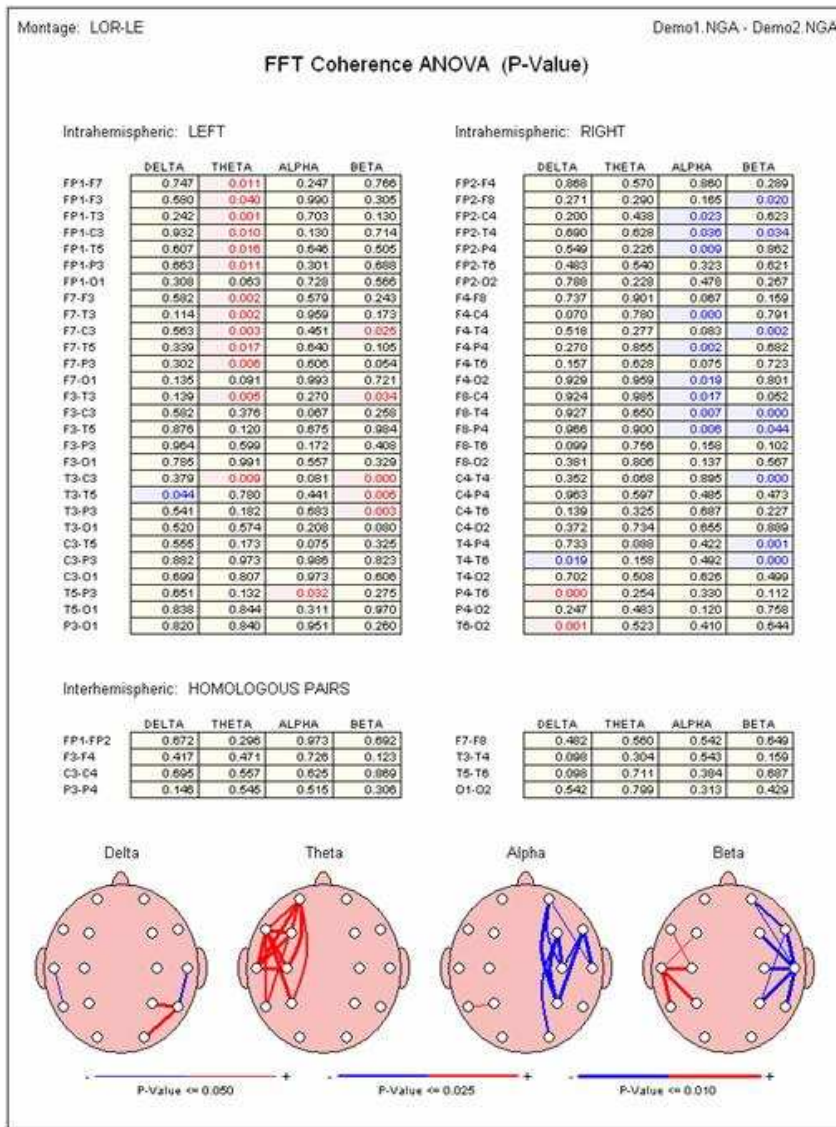 Montage: LOR-LE Demo1.NGA - Demo2.NGA
FFT Coherence ANOVA (P-Value)
Intrahemispheric: LEFT Intrahemispheric: RIGHT
DELTA THETA ALPHA BETA DELTA THETA ALPHA BETA
FP1-F7 0.747 0.011 0.247 0.766 FP2-F4 0.868 0.570 0.860 0.289
FP1-F3 0.580 0.040 0.990 0.305 FP2-F8 0.271 0.290 0.165 0.020
FP1-T3 0.242 0.001 0.703 0.130 FP2-C4 0.200 0.438 0.023 0.623
FP1-C3 0.932 0.010 0.130 0.714 FP2-T4 0.690 0.628 0.036 0.034
FP1-T5 0.607 0.016 0.646 0.505 FP2-P4 0.549 0.226 0.009 0.862
FP1-P3 0.663 0.011 0.301 0.688 FP2-T6 0.483 0.540 0.323 0.621
FP1-O1 0.308 0.063 0.728 0.566 FP2-O2 0.788 0.228 0.478 0.267
F7-F3 0.582 0.002 0.579 0.243 F4-F8 0.737 0.901 0.067 0.159
F7-T3 0.114 0.002 0.959 0.173 F4-C4 0.070 0.780 0.000 0.791
F7-C3 0.563 0.003 0.451 0.025 F4-T4 0.518 0.277 0.083 0.002
F7-T5 0.339 0.017 0.640 0.105 F4-P4 0.270 0.855 0.002 0.682
F7-P3 0.302 0.006 0.606 0.054 F4-T6 0.157 0.628 0.075 0.723
F7-O1 0.135 0.091 0.993 0.721 F4-O2 0.929 0.959 0.019 0.801
F3-T3 0.139 0.005 0.270 0.034 F8-C4 0.924 0.985 0.017 0.052
F3-C3 0.582 0.376 0.067 0.258 F8-T4 0.927 0.650 0.007 0.000
F3-T5 0.876 0.120 0.675 0.984 F8-P4 0.966 0.900 0.006 0.044
F3-P3 0.964 0.599 0.172 0.408 F8-T6 0.099 0.756 0.158 0.102
F3-O1 0.785 0.991 0.557 0.329 F8-O2 0.381 0.806 0.137 0.567
T3-C3 0.379 0.009 0.081 0.000 C4-T4 0.352 0.068 0.895 0.000
T3-T5 0.044 0.780 0.441 0.006 C4-P4 0.963 0.597 0.485 0.473
T3-P3 0.541 0.182 0.683 0.003 C4-T6 0.139 0.325 0.687 0.227
T3-O1 0.520 0.574 0.208 0.080 C4-O2 0.372 0.734 0.655 0.889
C3-T5 0.555 0.173 0.075 0.325 T4-P4 0.733 0.088 0.422 0.001
C3-P3 0.882 0.973 0.986 0.823 T4-T6 0.019 0.158 0.492 0.000
C3-O1 0.699 0.807 0.973 0.606 T4-O2 0.702 0.508 0.626 0.499
T5-P3 0.651 0.132 0.032 0.275 P4-T6 0.000 0.254 0.330 0.112
T5-O1 0.838 0.844 0.311 0.970 P4-O2 0.247 0.483 0.120 0.758
P3-O1 0.820 0.840 0.951 0.260 T6-O2 0.001 0.523 0.410 0.644
Interhemispheric: HOMOLOGOUS PAIRS
DELTA THETA ALPHA BETA DELTA THETA ALPHA BETA
FP1-FP2 0.672 0.296 0.973 0.692 F7-F8 0.482 0.560 0.542 0.649
F3-F4 0.417 0.471 0.726 0.123 T3-T4 0.098 0.304 0.543 0.159
C3-C4 0.695 0.557 0.625 0.869 T5-T6 0.098 0.711 0.384 0.687
P3-P4 0.146 0.545 0.515 0.306 O1-O2 0.542 0.799 0.313 0.429
Delta Theta Alpha Beta
- + - + - +
P-Value <= 0.050 P-Value <= 0.025 P-Value <= 0.010